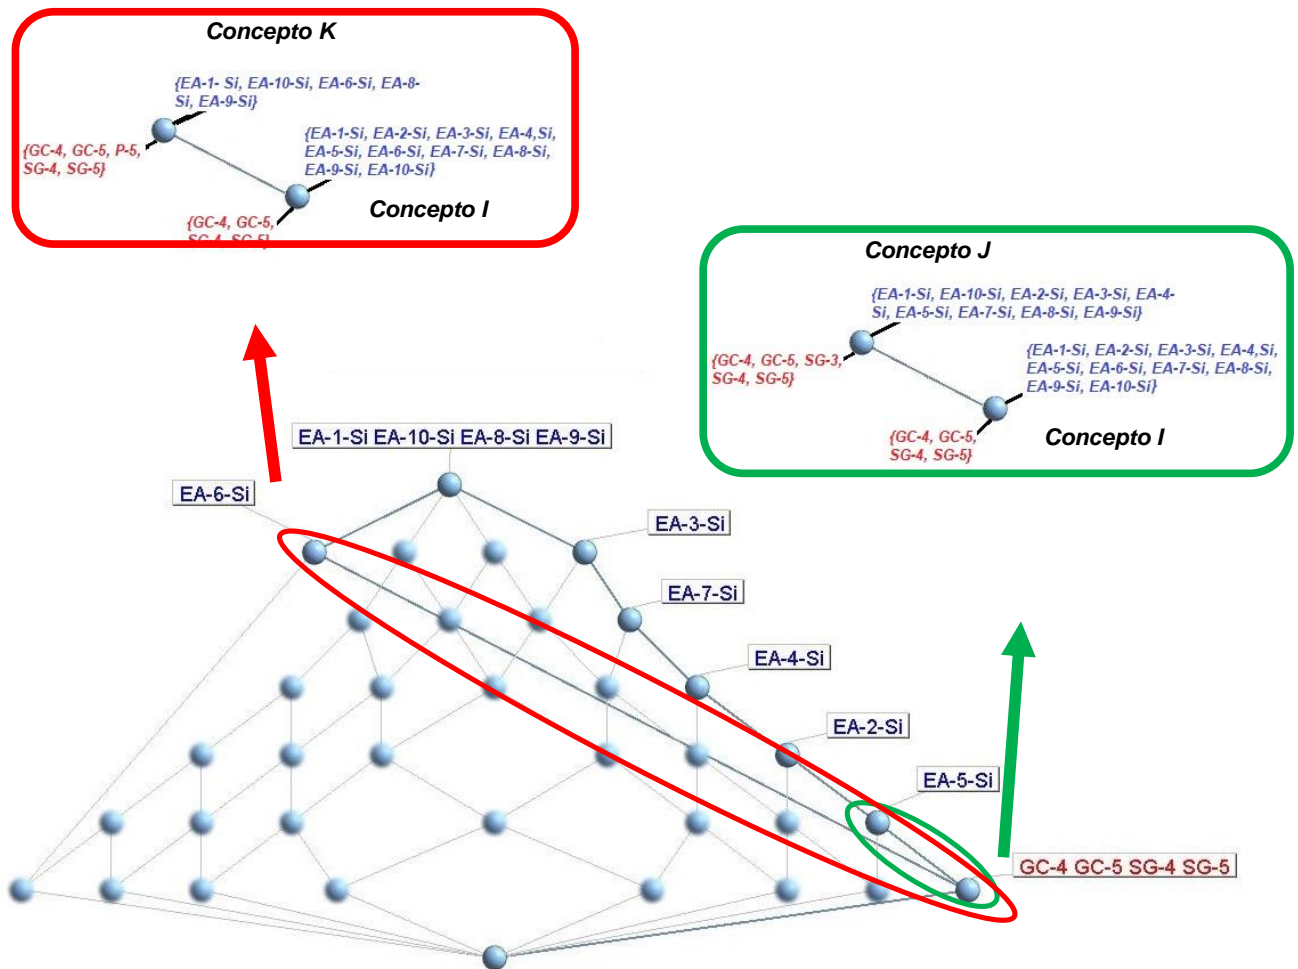 Concepto K
{EA-1- Si, EA-10-Si, EA-6-Si, EA-8-
Si, EA-9-Si}
{EA-1-Si, EA-2-Si, EA-3-Si, EA-4,Si,
EA-5-Si, EA-6-Si, EA-7-Si, EA-8-Si,
EA-9-Si, EA-10-Si}
{GC-4, GC-5, P-5,
SG-4, SG-5}
Concepto I
{GC-4, GC-5,
SG-4, SG-5}
Concepto J
{EA-1-Si, EA-10-Si, EA-2-Si, EA-3-Si, EA-4-
Si, EA-5-Si, EA-7-Si, EA-8-Si, EA-9-Si}
{EA-1-Si, EA-2-Si, EA-3-Si, EA-4,Si,
EA-5-Si, EA-6-Si, EA-7-Si, EA-8-Si,
EA-9-Si, EA-10-Si}
{GC-4, GC-5, SG-3,
SG-4, SG-5}
{GC-4, GC-5,
SG-4, SG-5}
Concepto I
EA-1-Si EA-10-Si EA-8-Si EA-9-Si
EA-6-Si
EA-3-Si
EA-7-Si
EA-4-Si
EA-2-Si
EA-5-Si
GC-4 GC-5 SG-4 SG-5